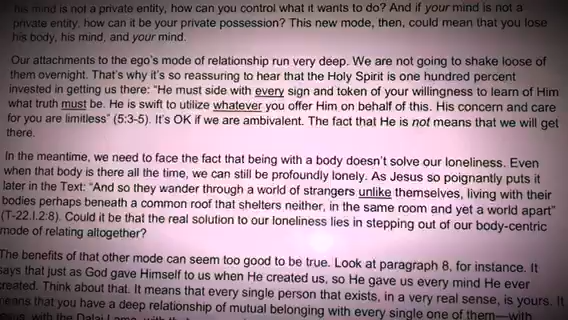 his mind is not a private entity, how can you control what it wants to do? And if your mind is not a
private entity, how can it be your private possession? This new mode, then, could mean that you lose
his body, his mind, and your mind.
Our attachments to the ego's mode of relationship run very deep. We are not going to shake loose of
them overnight. That's why it's so reassuring to hear that the Holy Spirit is one hundred percent
invested in getting us there: "He must side with every sign and token of your willingness to learn of Him
what truth must be. He is swift to utilize whatever you offer Him on behalf of this. His concern and care
for you are limitless" (5:3-5). It's OK if we are ambivalent. The fact that He is not means that we will get
there.
In the meantime, we need to face the fact that being with a body doesn't solve our loneliness. Even
when that body is there all the time, we can still be profoundly lonely. As Jesus so poignantly puts it
later in the Text: "And so they wander through a world of strangers unlike themselves, living with their
bodies perhaps beneath a common roof that shelters neither, in the same room and yet a world apart"
(T-22.I.2:8). Could it be that the real solution to our loneliness lies in stepping out of our body-centric
mode of relating altogether?
The benefits of that other mode can seem too good to be true. Look at paragraph 8, for instance. It
says that just as God gave Himself to us when He created us, so He gave us every mind He ever
created. Think about that. It means that every single person that exists, in a very real sense, is yours. It
means that you have a deep relationship of mutual belonging with every single one of them—with